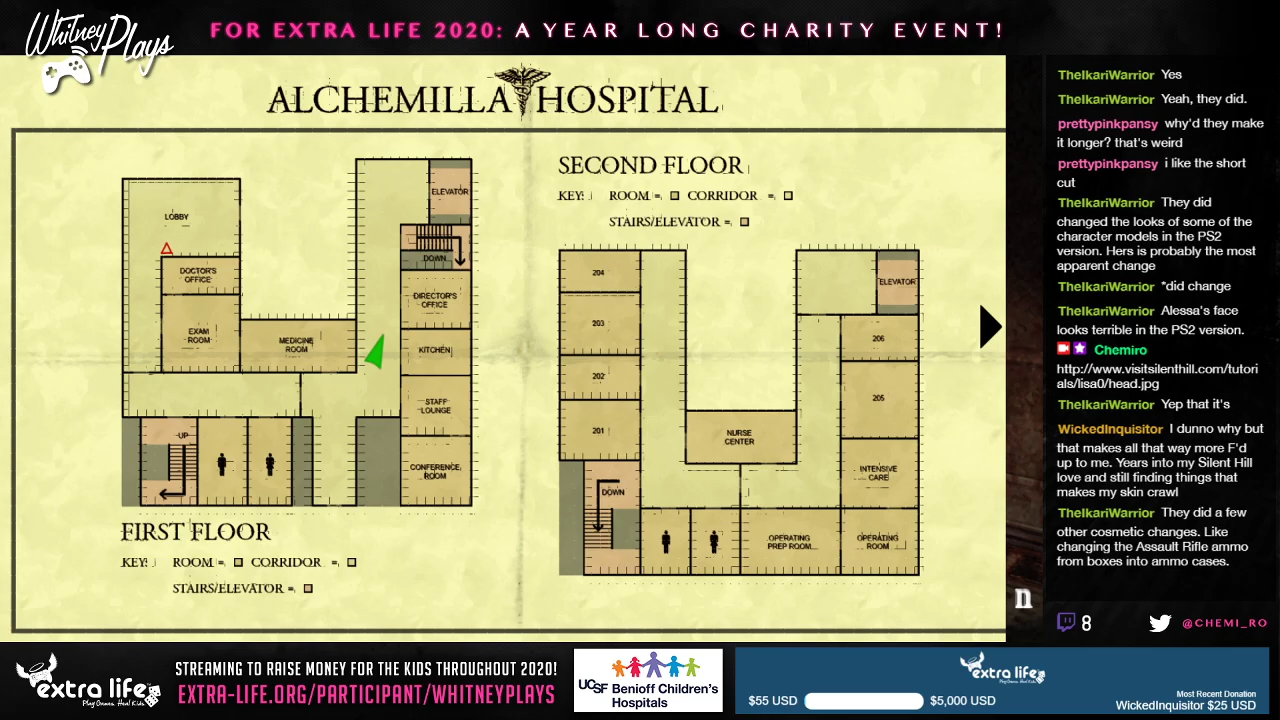 Whitney Plays
FOR EXTRA LIFE 2020: A YEAR LONG CHARITY EVENT!
ALCHEMILLA HOSPITAL
LOBBY
DOCTOR'S
OFFICE
EXAM
ROOM
MEDICINE
ROOM
UP
ELEVATOR
DOWN
DIRECTOR'S
OFFICE
KITCHEN
STAFF
LOUNGE
CONFERENCE
ROOM
FIRST FLOOR
KEY: ROOM = CORRIDOR =
STAIRS/ELEVATOR =
SECOND FLOOR
KEY: ROOM = CORRIDOR =
STAIRS/ELEVATOR =
204
203
202
201
DOWN
NURSE
CENTER
ELEVATOR
206
205
INTENSIVE
CARE
OPERATING
PREP ROOM
OPERATING
ROOM
n
TheIkariWarrior Yes
TheIkariWarrior Yeah, they did.
prettypinkpansy why'd they make
it longer? that's weird
prettypinkpansy i like the short
cut
TheIkariWarrior They did
changed the looks of some of the
character models in the PS2
version. Hers is probably the most
apparent change
TheIkariWarrior *did change
TheIkariWarrior Alessa's face
looks terrible in the PS2 version.
Chemiro
http://www.visitsilenthill.com/tutori
als/lisa0/head.jpg
TheIkariWarrior Yep that it's
WickedInquisitor I dunno why but
that makes all that way more F'd
up to me. Years into my Silent Hill
love and still finding things that
makes my skin crawl
TheIkariWarrior They did a few
other cosmetic changes. Like
changing the Assault Rifle ammo
from boxes into ammo cases.
8 @CHEMI_RO
extra life
Play Games. Heal Kids.
STREAMING TO RAISE MONEY FOR THE KIDS THROUGHOUT 2020!
EXTRA-LIFE.ORG/PARTICIPANT/WHITNEYPLAYS
UCSF Benioff Children's
Hospitals
extra life
Play Games. Heal Kids.
$55 USD $5,000 USD
Most Recent Donation
WickedInquisitor $25 USD